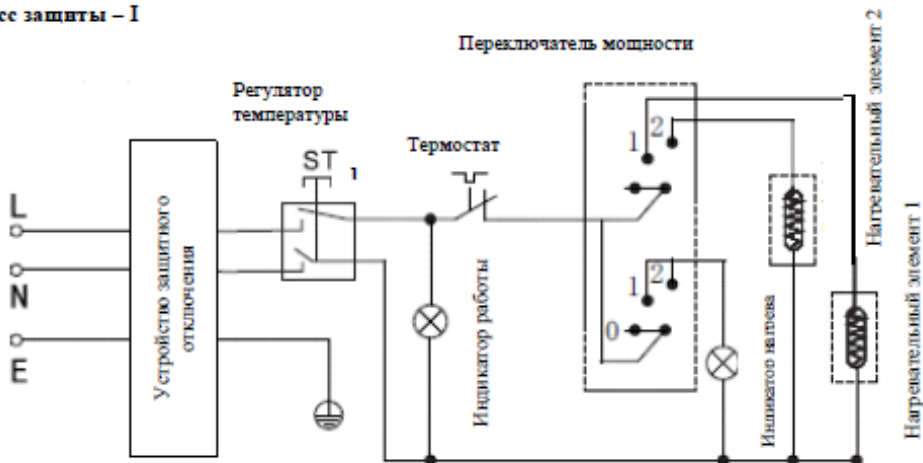 сс защиты – I
Переключатель мощности
Регулятор
температуры
Термостат
ST
1
L
N
E
Устройство защитного
отключения
Индикатор работы
1 2
1 2
0
Индикатор нагрева
Нагревательный элемент 2
Нагревательный элемент 1